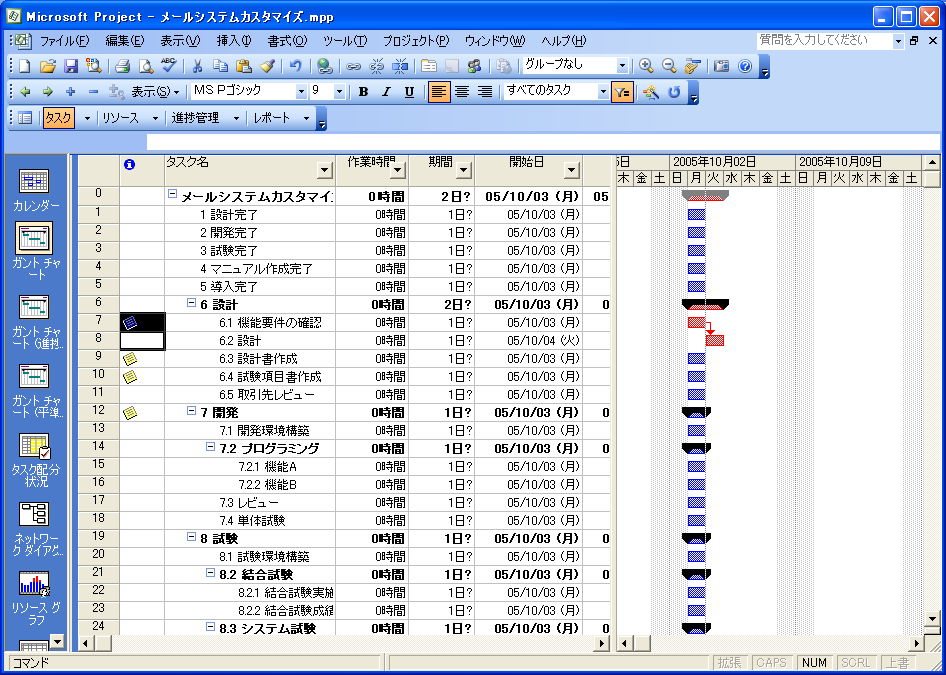 Microsoft Project - メールシステムカスタマイズ.mpp
ファイル(F) 編集(E) 表示(V) 挿入(I) 書式(O) ツール(T) プロジェクト(P) ウィンドウ(W) ヘルプ(H) 質問を入力してください
グループなし
表示(S) MS Pゴシック 9 B I U すべてのタスク
タスク リソース 進捗管理 レポート
カレンダー
ガント チャート
ガント チャート (進捗..
ガント チャート (平準..
タスク配分状況
ネットワーク ダイアグ..
リソース グラフ
タスク名 作業時間 期間 開始日 5日 2005年10月02日 2005年10月09日
木 金 土 日 月 火 水 木 金 土 日 月 火 水 木 金 土
0 メールシステムカスタマイ 0時間 2日? 05/10/03 (月) 05
1 1 設計完了 0時間 1日? 05/10/03 (月)
2 2 開発完了 0時間 1日? 05/10/03 (月)
3 3 試験完了 0時間 1日? 05/10/03 (月)
4 4 マニュアル作成完了 0時間 1日? 05/10/03 (月)
5 5 導入完了 0時間 1日? 05/10/03 (月)
6 6 設計 0時間 2日? 05/10/03 (月) 0
7 6.1 機能要件の確認 0時間 1日? 05/10/03 (月)
8 6.2 設計 0時間 1日? 05/10/04 (火)
9 6.3 設計書作成 0時間 1日? 05/10/03 (月)
10 6.4 試験項目書作成 0時間 1日? 05/10/03 (月)
11 6.5 取引先レビュー 0時間 1日? 05/10/03 (月)
12 7 開発 0時間 1日? 05/10/03 (月) 0
13 7.1 開発環境構築 0時間 1日? 05/10/03 (月)
14 7.2 プログラミング 0時間 1日? 05/10/03 (月) 0
15 7.2.1 機能A 0時間 1日? 05/10/03 (月)
16 7.2.2 機能B 0時間 1日? 05/10/03 (月)
17 7.3 レビュー 0時間 1日? 05/10/03 (月)
18 7.4 単体試験 0時間 1日? 05/10/03 (月)
19 8 試験 0時間 1日? 05/10/03 (月) 0
20 8.1 試験環境構築 0時間 1日? 05/10/03 (月)
21 8.2 結合試験 0時間 1日? 05/10/03 (月) 0
22 8.2.1 結合試験実施 0時間 1日? 05/10/03 (月)
23 8.2.2 結合試験成績 0時間 1日? 05/10/03 (月)
24 8.3 システム試験 0時間 1日? 05/10/03 (月) 0
コマンド 拡張 CAPS NUM SCRL 上書